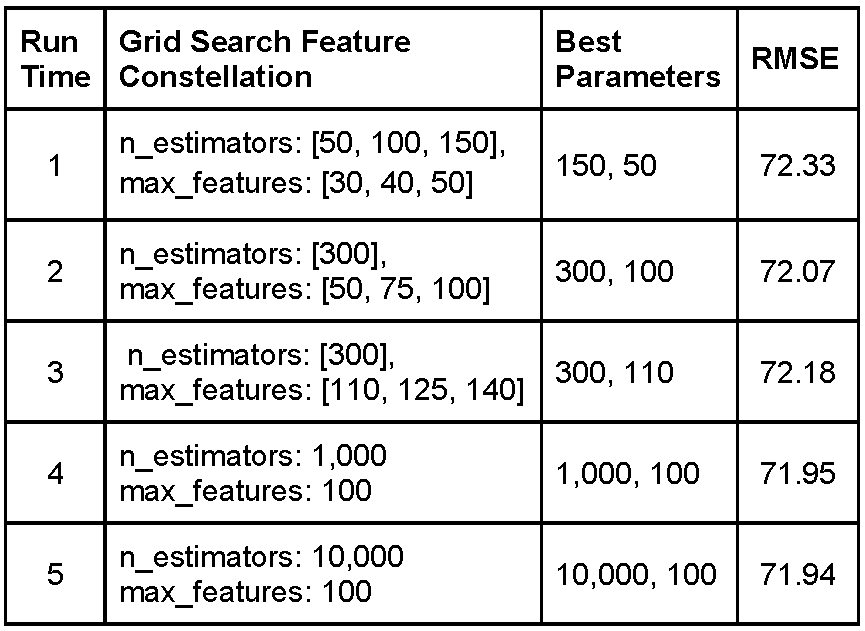 Run Time
Grid Search Feature Constellation
Best Parameters
RMSE
1
n_estimators: [50, 100, 150],
max_features: [30, 40, 50]
150, 50
72.33
2
n_estimators: [300],
max_features: [50, 75, 100]
300, 100
72.07
3
n_estimators: [300],
max_features: [110, 125, 140]
300, 110
72.18
4
n_estimators: 1,000
max_features: 100
1,000, 100
71.95
5
n_estimators: 10,000
max_features: 100
10,000, 100
71.94